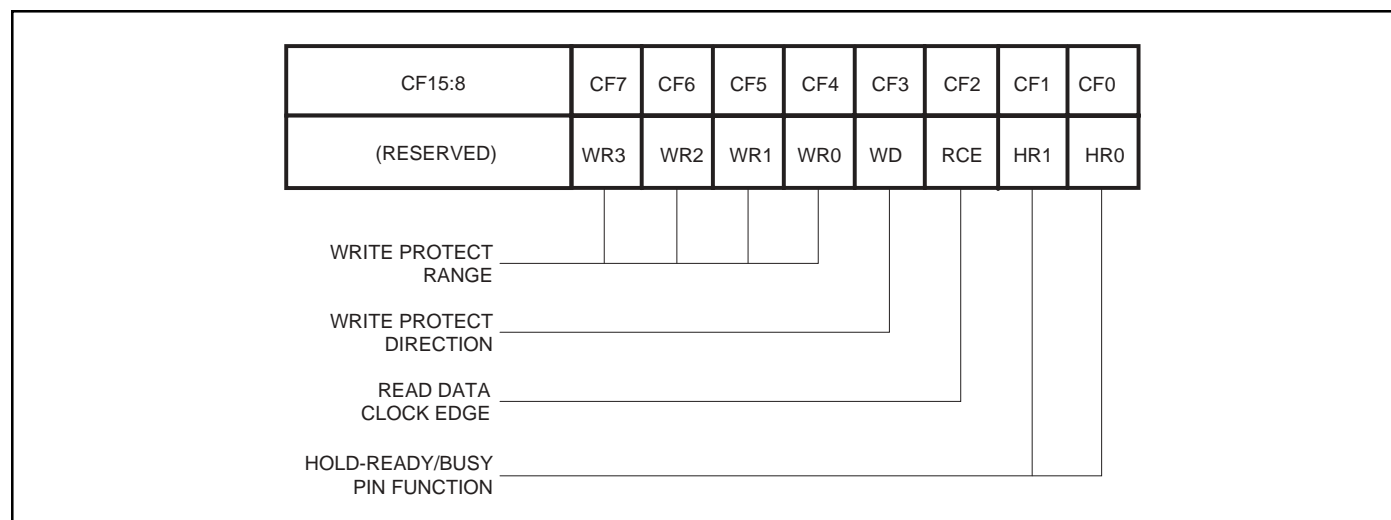 CF15:8 CF7 CF6 CF5 CF4 CF3 CF2 CF1 CF0
(RESERVED) WR3 WR2 WR1 WR0 WD RCE HR1 HR0
WRITE PROTECT
RANGE
WRITE PROTECT
DIRECTION
READ DATA
CLOCK EDGE
HOLD-READY/BUSY
PIN FUNCTION